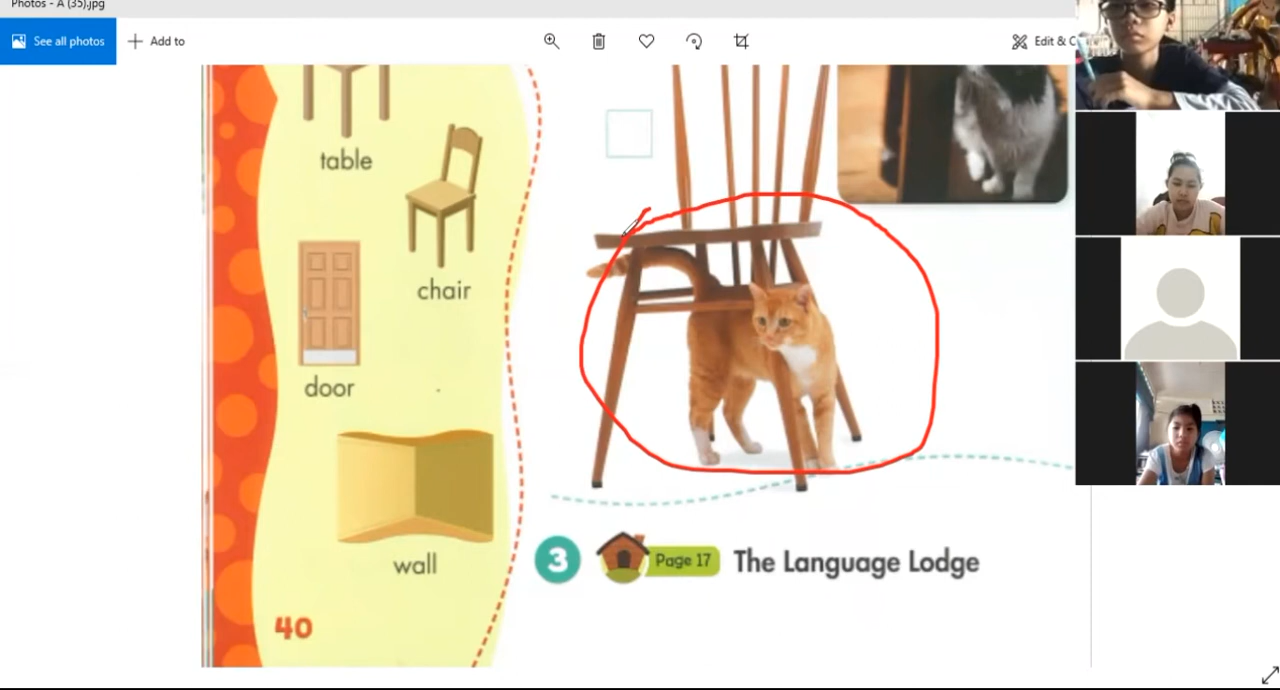 Photos - A (35).jpg
See all photos
Add to
Edit & C
table
chair
door
wall
3
Page 17
The Language Lodge
40